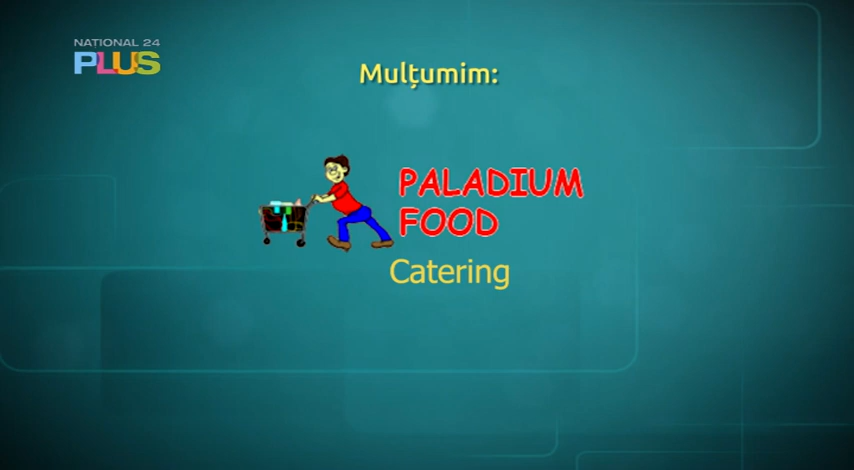 NATIONAL 24
PLUS
Mulțumim:
PALADIUM
FOOD
Catering